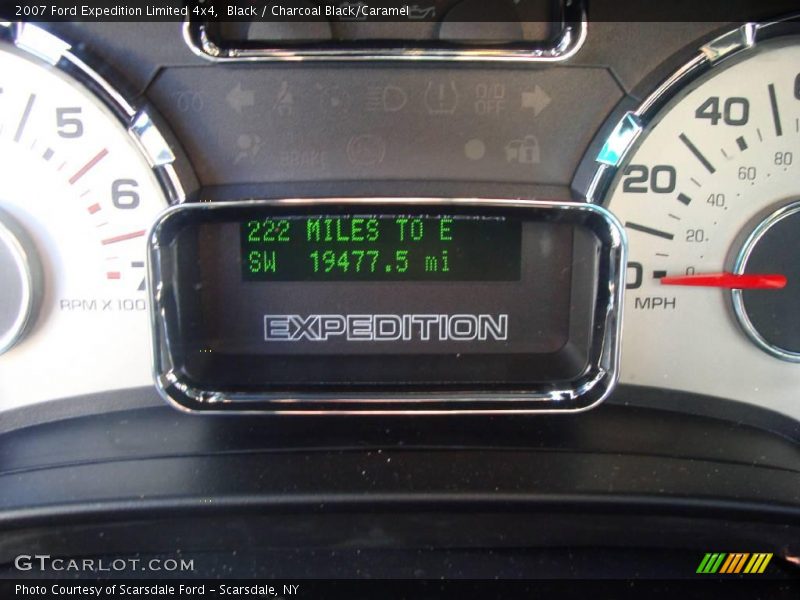 2007 Ford Expedition Limited 4x4,  Black / Charcoal Black/Caramel
5
6
7
RPM X 100
O/D
OFF
BRAKE
222 MILES TO E
SW 19477.5 mi
EXPEDITION
0
20
40
20
40
60
80
MPH
GTCARLOT.COM
Photo Courtesy of Scarsdale Ford – Scarsdale, NY